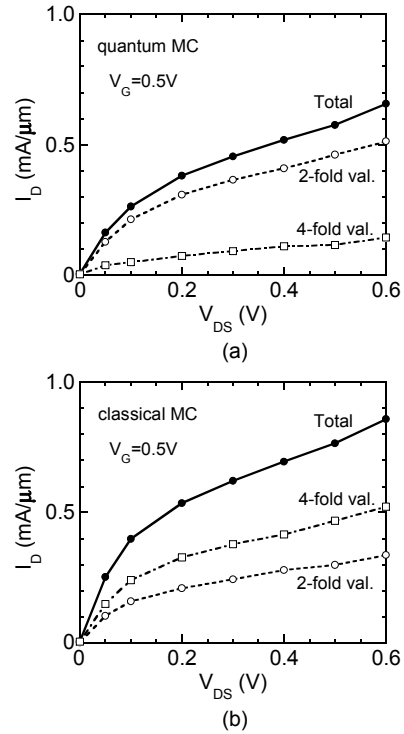 1.0
quantum MC
V_G=0.5V
Total
2-fold val.
4-fold val.
0.5
0
I_D (mA/μm)
0 0.2 0.4 0.6
V_DS (V)
(a)
1.0
classical MC
V_G=0.5V
Total
4-fold val.
2-fold val.
0.5
0
I_D (mA/μm)
0 0.2 0.4 0.6
V_DS (V)
(b)